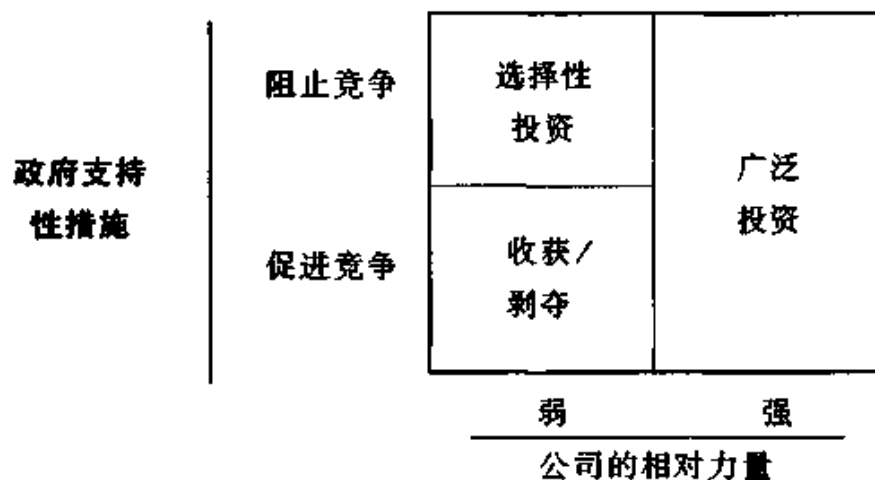 阻止竞争
选择性
投资
政府支持
性措施
广泛
投资
促进竞争
收获/
剥夺
弱
强
公司的相对力量